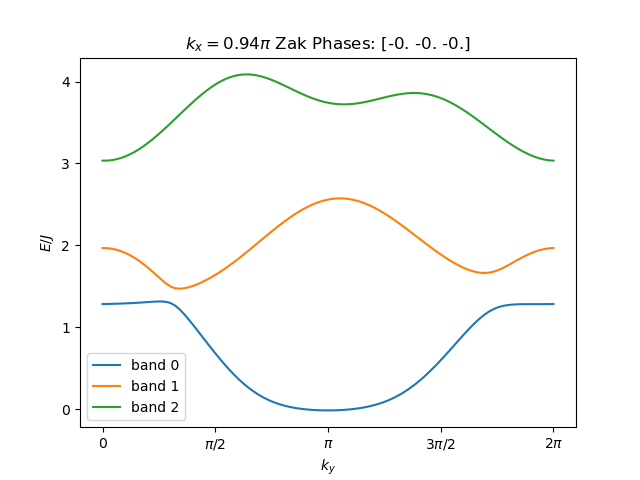 $k_x = 0.94\pi$ Zak Phases: [-0. -0. -0.]
4
3
2
1
0
E/J
band 0
band 1
band 2
0
π/2
π
3π/2
2π
$k_y$